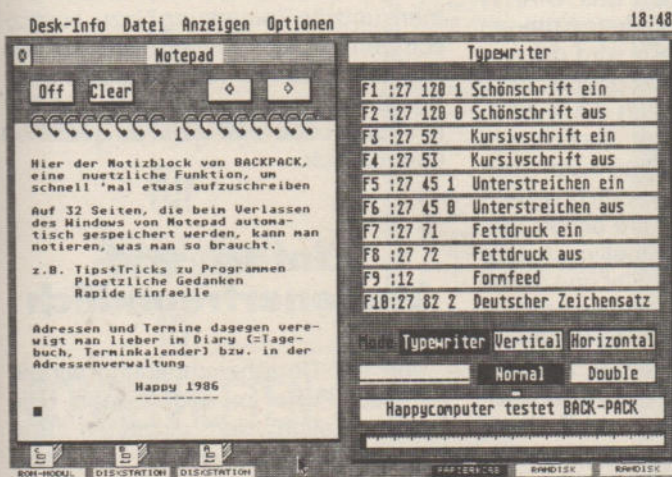 Desk-Info Datei Anzeigen Optionen 18:48
Notepad
Off Clear
1
Hier der Notizblock von BACKPACK,
eine nuetzliche Funktion, um
schnell 'mal etwas aufzuschreiben
Auf 32 Seiten, die beim Verlassen
des Windows von Notepad automa-
tisch gespeichert werden, kann man
notieren, was man so braucht.
z.B. Tips+Tricks zu Programmen
Ploetzliche Gedanken
Rapide Einfaelle
Adressen und Termine dagegen vere-
wigt man lieber im Diary (=Tage-
buch, Terminkalender) bzw. in der
Adressenverwaltung
Happy 1986
Typewriter
F1 :27 120 1 Schönschrift ein
F2 :27 120 0 Schönschrift aus
F3 :27 52 Kursivschrift ein
F4 :27 53 Kursivschrift aus
F5 :27 45 1 Unterstreichen ein
F6 :27 45 0 Unterstreichen aus
F7 :27 71 Fettdruck ein
F8 :27 72 Fettdruck aus
F9 :12 Formfeed
F10:27 82 2 Deutscher Zeichensatz
Mode Typewriter Vertical Horizontal
Normal Double
Happycomputer testet BACK-PACK
C B A
ROM-MODUL DISKSTATION DISKSTATION PAPIERKORB RAMDISK RAMDISK